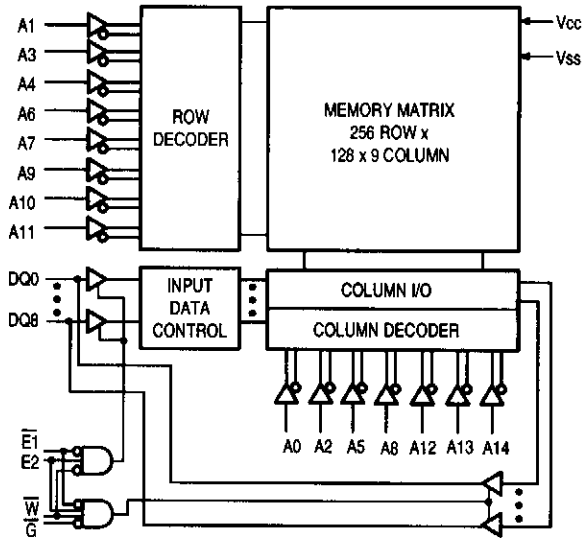 A1
A3
A4
A6
A7
A9
A10
A11
ROW
DECODER
MEMORY MATRIX
256 ROW x
128 x 9 COLUMN
Vcc
Vss
DQ0
DQ8
INPUT
DATA
CONTROL
COLUMN I/O
COLUMN DECODER
A0 A2 A5 A8 A12 A13 A14
E1
E2
W
G